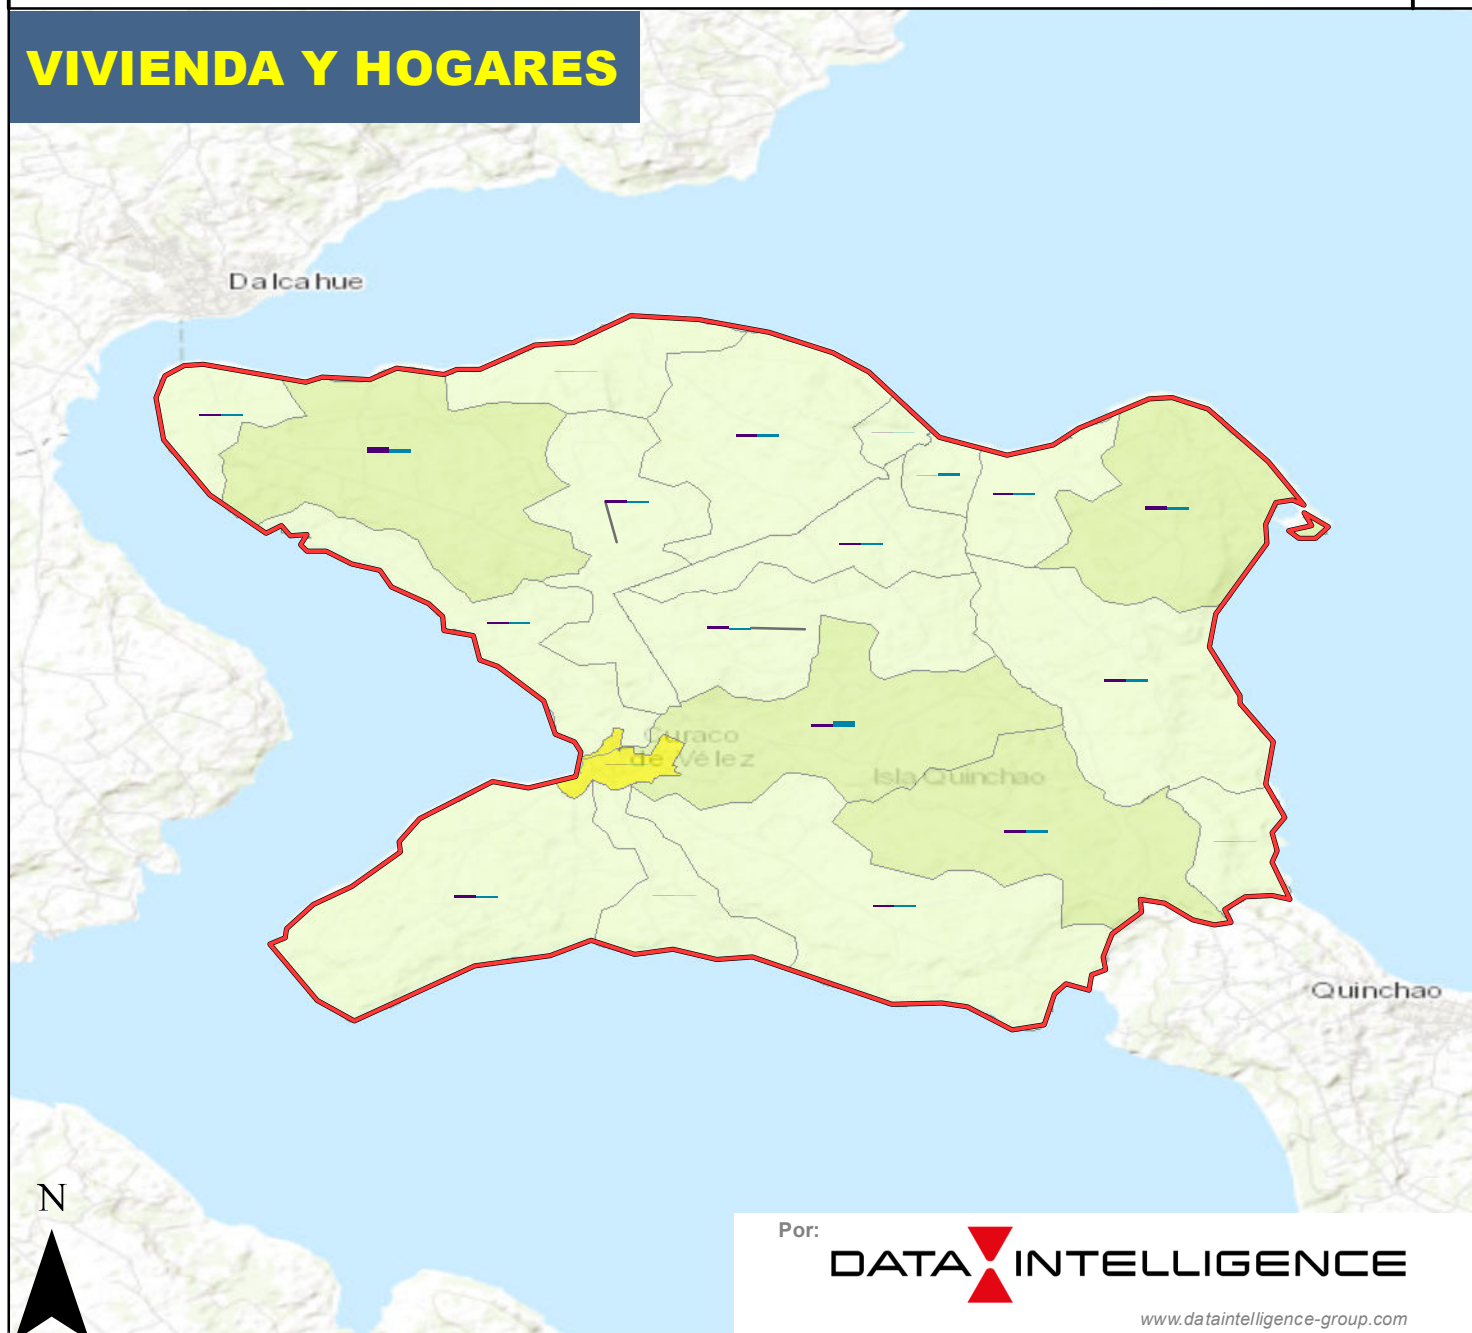 VIVIENDA Y HOGARES
Dalcahue
Curaco
de Vélez
Isla Quinchao
Quinchao
N
Por:
DATA INTELLIGENCE
www.dataintelligence-group.com